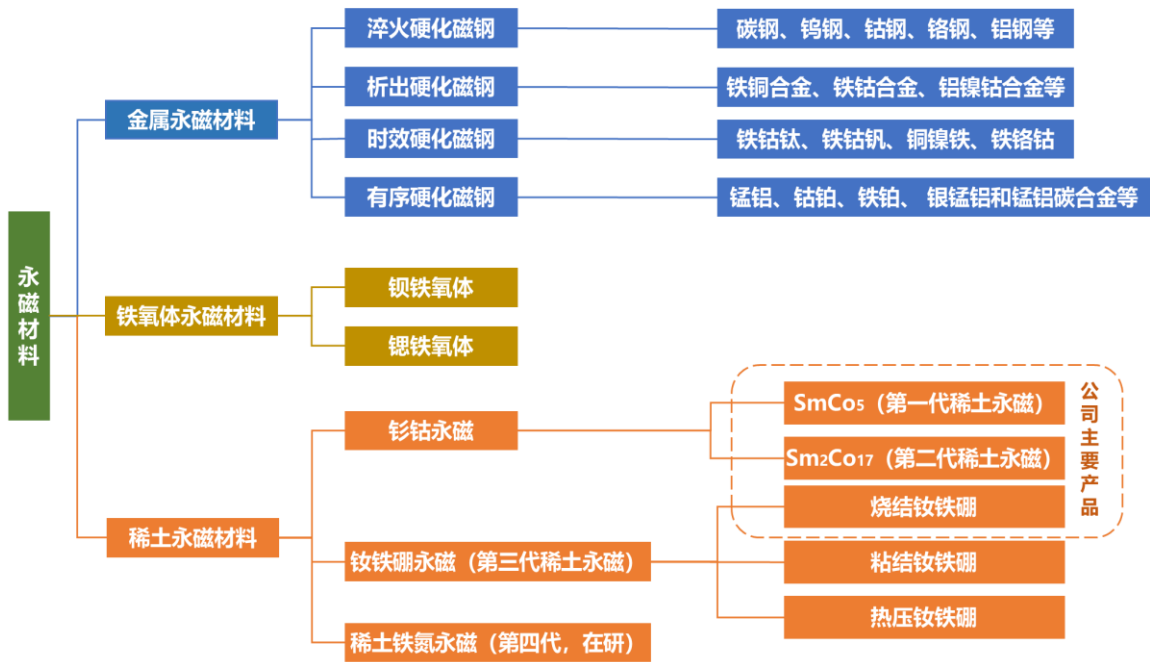 永磁材料
金属永磁材料
淬火硬化磁钢
碳钢、钨钢、钴钢、铬钢、铝钢等
析出硬化磁钢
铁铜合金、铁钴合金、铝镍钴合金等
时效硬化磁钢
铁钴钛、铁钴钒、铜镍铁、铁铬钴
有序硬化磁钢
锰铝、钴铂、铁铂、 银锰铝和锰铝碳合金等
铁氧体永磁材料
钡铁氧体
锶铁氧体
稀土永磁材料
钐钴永磁
SmCo₅（第一代稀土永磁）
Sm₂Co₁₇（第二代稀土永磁）
公司主要产品
钕铁硼永磁（第三代稀土永磁）
烧结钕铁硼
粘结钕铁硼
热压钕铁硼
稀土铁氮永磁（第四代，在研）